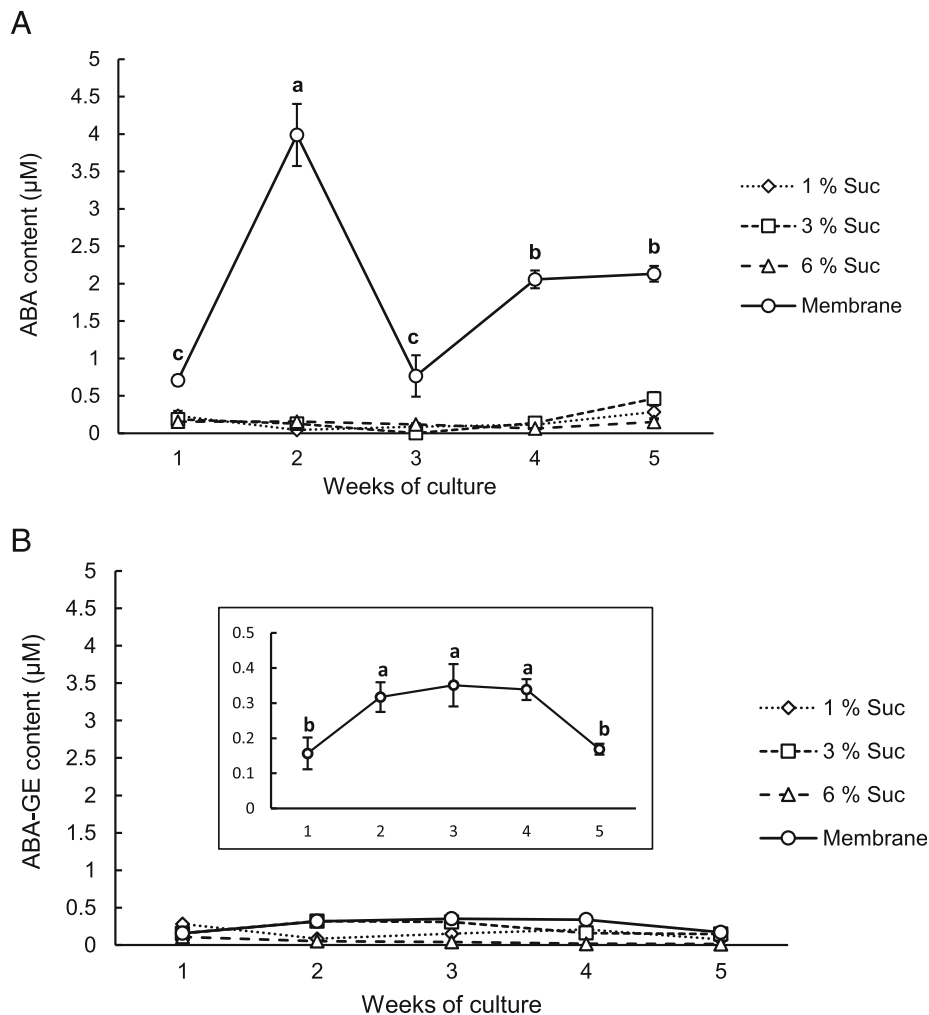 A
ABA content (µM)
5
4.5
4
3.5
3
2.5
2
1.5
1
0.5
0
c
a
c
b
b
1 2 3 4 5
Weeks of culture
1 % Suc
3 % Suc
6 % Suc
Membrane
B
ABA-GE content (µM)
5
4.5
4
3.5
3
2.5
2
1.5
1
0.5
0
0.5
0.4
0.3
0.2
0.1
0
b
a
a
a
b
1 2 3 4 5
1 2 3 4 5
Weeks of culture
1 % Suc
3 % Suc
6 % Suc
Membrane